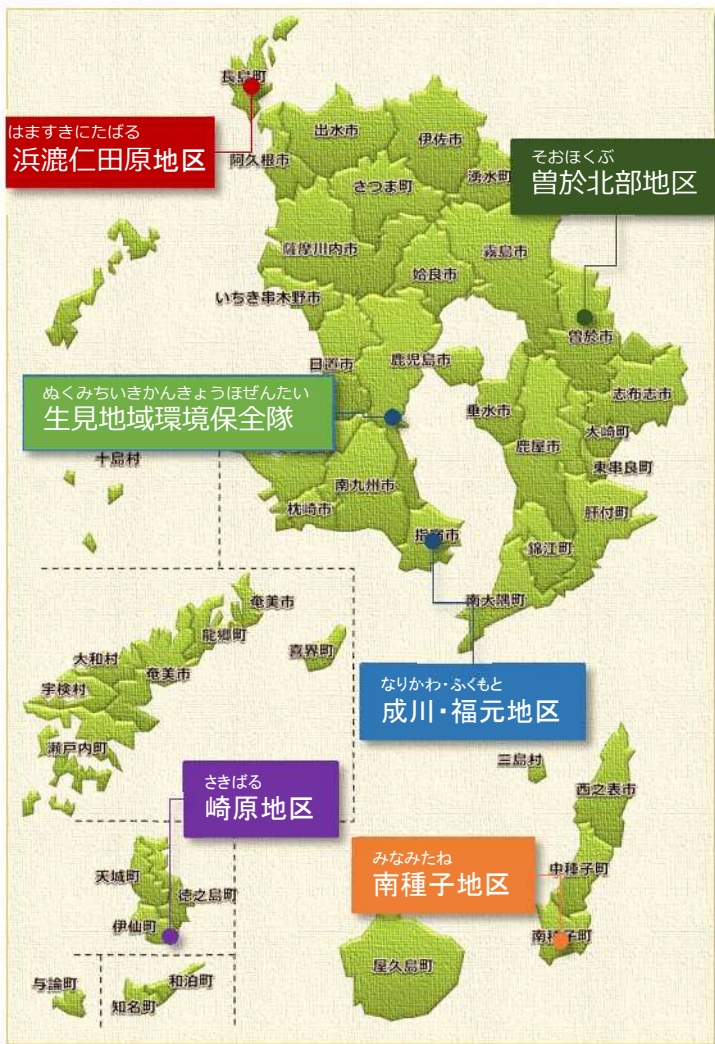 長島町
はますきにたばる
浜漉仁田原地区
出水市
伊佐市
阿久根市
さつま町
湧水町
そおほくぶ
曽於北部地区
薩摩川内市
霧島市
姶良市
いちき串木野市
曽於市
日置市
鹿児島市
志布志市
ぬくみちいきかんきょうほぜんたい
生見地域環境保全隊
垂水市
大崎町
鹿屋市
十島村
東串良町
南九州市
枕崎市
肝付町
指宿市
錦江町
奄美市
南大隅町
龍郷町
喜界町
大和村
奄美市
宇検村
なりかわ・ふくもと
成川・福元地区
瀬戸内町
三島村
さきばる
崎原地区
西之表市
みなみたね
南種子地区
中種子町
天城町
徳之島町
伊仙町
南種子町
屋久島町
与論町
和泊町
知名町